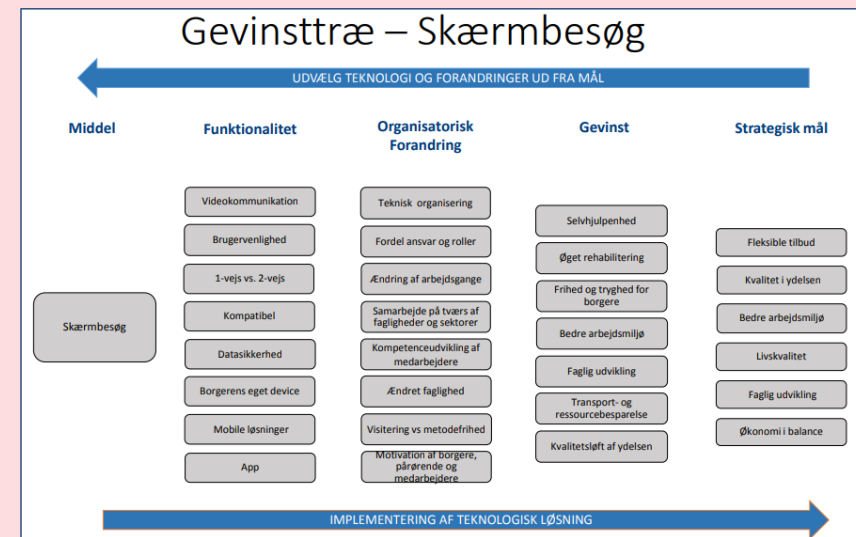 Gevinsttræ – Skærmbesøg
UDVÆLG TEKNOLOGI OG FORANDRINGER UD FRA MÅL
Middel
Funktionalitet
Organisatorisk
Forandring
Gevinst
Strategisk mål
Skærmbesøg
Videokommunikation
Brugervenlighed
1-vejs vs. 2-vejs
Kompatibel
Datasikkerhed
Borgerens eget device
Mobile løsninger
App
Teknisk organisering
Fordel ansvar og roller
Ændring af arbejdsgange
Samarbejde på tværs af
fagligheder og sektorer
Kompetenceudvikling af
medarbejdere
Ændret faglighed
Visitering vs metodefrihed
Motivation af borgere,
pårørende og
medarbejdere
Selvhjulpenhed
Øget rehabilitering
Frihed og tryghed for
borgere
Bedre arbejdsmiljø
Faglig udvikling
Transport- og
ressourcebesparelse
Kvalitetsløft af ydelsen
Fleksible tilbud
Kvalitet i ydelsen
Bedre arbejdsmiljø
Livskvalitet
Faglig udvikling
Økonomi i balance
IMPLEMENTERING AF TEKNOLOGISK LØSNING